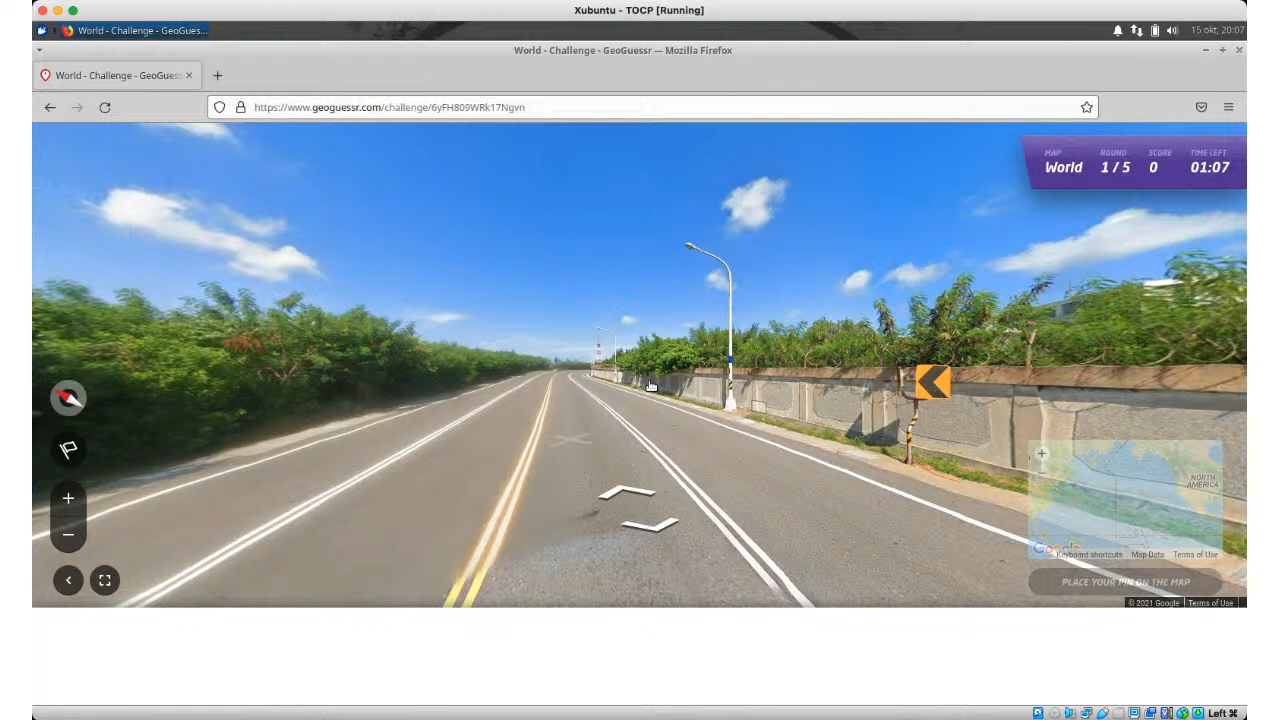 Xubuntu - TOCP [Running]
World - Challenge - GeoGues...
15 okt, 20:07
World - Challenge - GeoGuessr — Mozilla Firefox
World - Challenge - GeoGues
https://www.geoguessr.com/challenge/6yFH809WRk17Ngvn
MAP ROUND SCORE TIME LEFT
World 1 / 5 0 01:07
NORTH
AMERICA
Google
Keyboard shortcuts Map Data Terms of Use
PLACE YOUR PIN ON THE MAP
© 2021 Google Terms of Use
Left ⌘